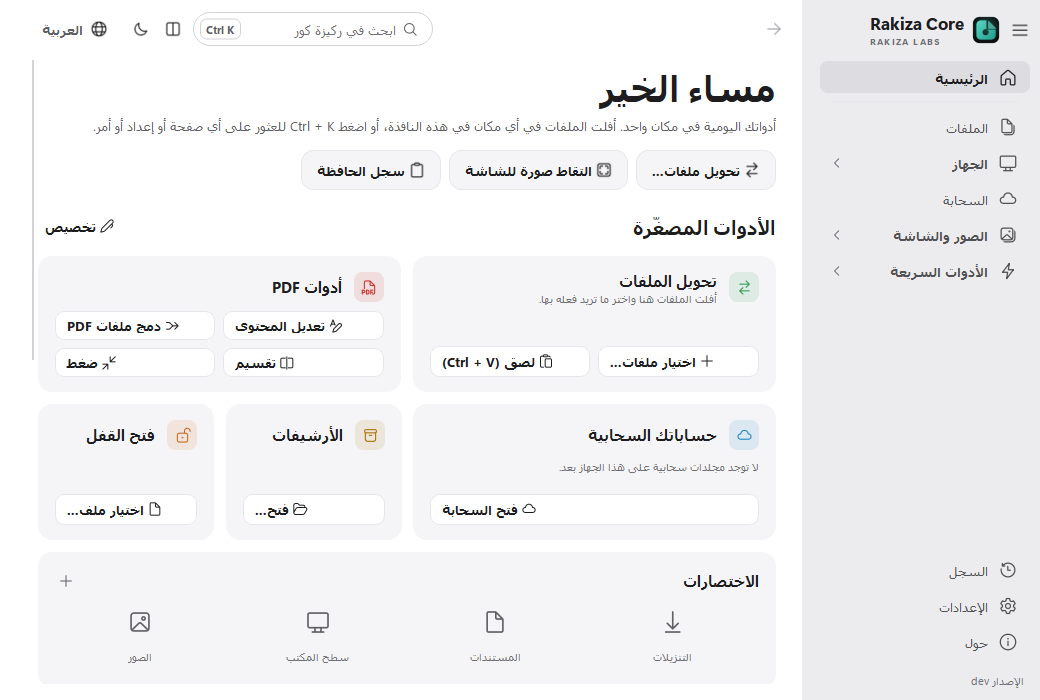 Rakiza Core
RAKIZA LABS
الرئيسية
الملفات
الجهاز
السحابة
الصور والشاشة
الأدوات السريعة
السجل
الإعدادات
حول
الإصدار dev
ابحث في ركيزة كور
Ctrl K
العربية
مساء الخير
أدواتك اليومية في مكان واحد. أفلت الملفات في أي مكان في هذه النافذة، أو اضغط Ctrl + K للعثور على أي صفحة أو إعداد أو أمر.
تحويل ملفات...
التقاط صورة للشاشة
سجل الحافظة
الأدوات المصغّرة
تخصيص
تحويل الملفات
أفلت الملفات هنا واختر ما تريد فعله بها.
اختيار ملفات...
لصق (Ctrl + V)
أدوات PDF
تعديل المحتوى
دمج ملفات PDF
تقسيم
ضغط
حساباتك السحابية
لا توجد مجلدات سحابية على هذا الجهاز بعد.
فتح السحابة
الأرشيفات
فتح...
فتح القفل
اختيار ملف...
الاختصارات
التنزيلات
المستندات
سطح المكتب
الصور